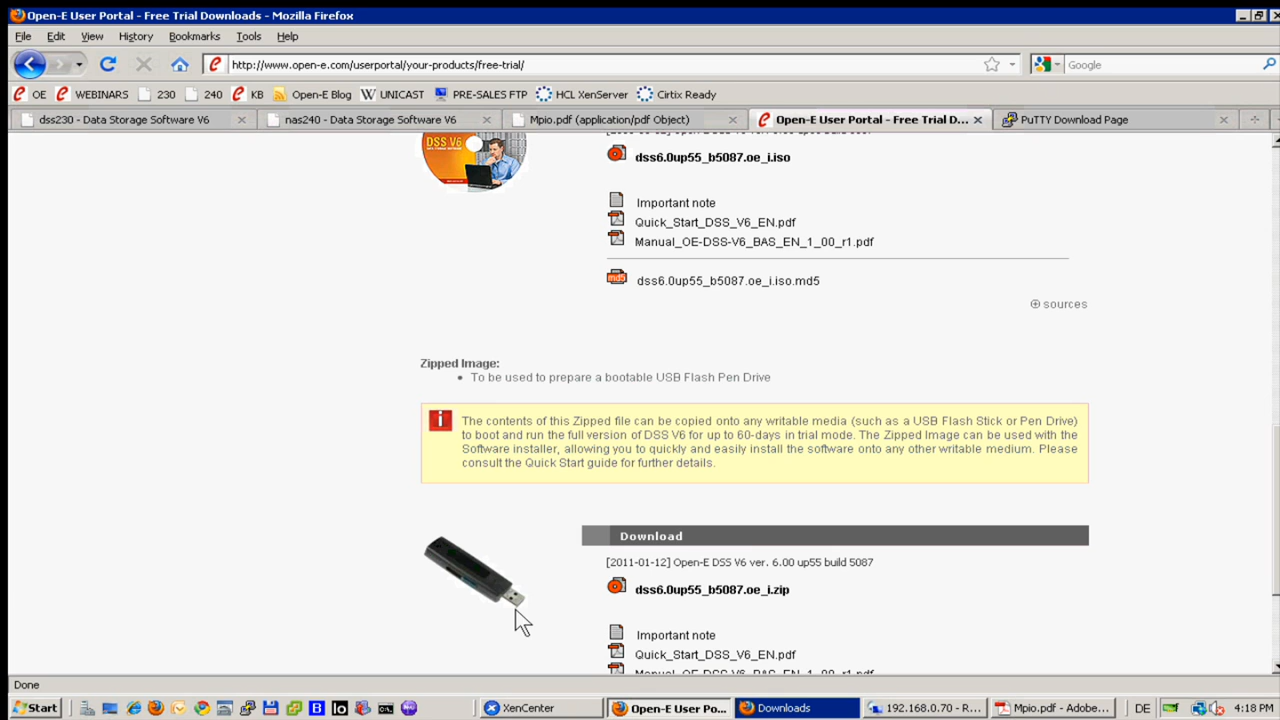 Open-E User Portal - Free Trial Downloads - Mozilla Firefox
File Edit View History Bookmarks Tools Help
http://www.open-e.com/userportal/your-products/free-trial/
Google
OE WEBINARS 230 240 KB Open-E Blog UNICAST PRE-SALES FTP HCL XenServer Cirtix Ready
dss230 - Data Storage Software V6
nas240 - Data Storage Software V6
Mpio.pdf (application/pdf Object)
Open-E User Portal - Free Trial D...
PuTTY Download Page
DSS V6
dss6.0up55_b5087.oe_i.iso
Important note
Quick_Start_DSS_V6_EN.pdf
Manual_OE-DSS-V6_BAS_EN_1_00_r1.pdf
md5
dss6.0up55_b5087.oe_i.iso.md5
sources
Zipped Image:
• To be used to prepare a bootable USB Flash Pen Drive
i
The contents of this Zipped file can be copied onto any writable media (such as a USB Flash Stick or Pen Drive)
to boot and run the full version of DSS V6 for up to 60-days in trial mode. The Zipped Image can be used with the
Software installer, allowing you to quickly and easily install the software onto any other writable medium. Please
consult the Quick Start guide for further details.
Download
[2011-01-12] Open-E DSS V6 ver. 6.00 up55 build 5087
dss6.0up55_b5087.oe_i.zip
Important note
Quick_Start_DSS_V6_EN.pdf
Manual_OE-DSS-V6_BAS_EN_1_00_r1.pdf
Done
Start
XenCenter
Open-E User Po...
Downloads
192.168.0.70 - R...
Mpio.pdf - Adobe...
DE
4:18 PM